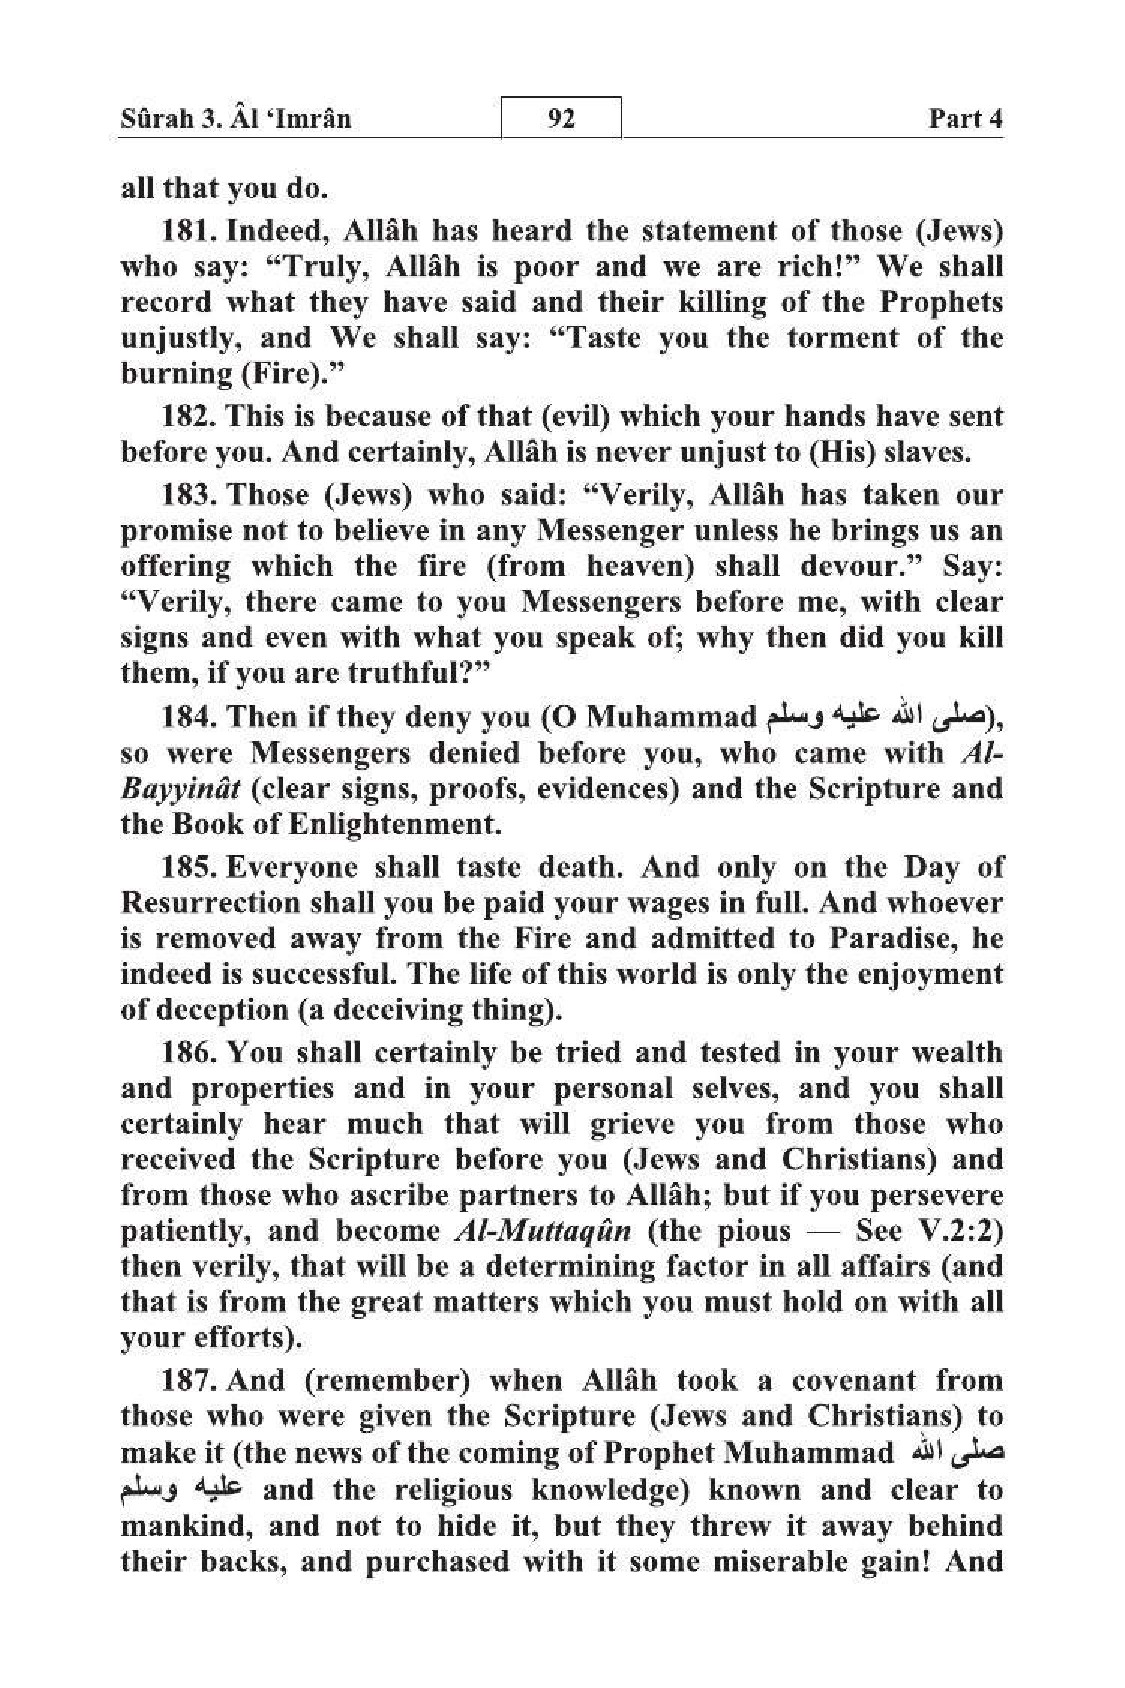 Sûrah 3. Âl ‘Imrân 92 Part 4
all that you do.
181. Indeed, Allâh has heard the statement of those (Jews)
who say: “Truly, Allâh is poor and we are rich!” We shall
record what they have said and their killing of the Prophets
unjustly, and We shall say: “Taste you the torment of the
burning (Fire).”
182. This is because of that (evil) which your hands have sent
before you. And certainly, Allâh is never unjust to (His) slaves.
183. Those (Jews) who said: “Verily, Allâh has taken our
promise not to believe in any Messenger unless he brings us an
offering which the fire (from heaven) shall devour.” Say:
“Verily, there came to you Messengers before me, with clear
signs and even with what you speak of; why then did you kill
them, if you are truthful?”
184. Then if they deny you (O Muhammad صلى الله عليه وسلم),
so were Messengers denied before you, who came with Al-
Bayyinât (clear signs, proofs, evidences) and the Scripture and
the Book of Enlightenment.
185. Everyone shall taste death. And only on the Day of
Resurrection shall you be paid your wages in full. And whoever
is removed away from the Fire and admitted to Paradise, he
indeed is successful. The life of this world is only the enjoyment
of deception (a deceiving thing).
186. You shall certainly be tried and tested in your wealth
and properties and in your personal selves, and you shall
certainly hear much that will grieve you from those who
received the Scripture before you (Jews and Christians) and
from those who ascribe partners to Allâh; but if you persevere
patiently, and become Al-Muttaqûn (the pious — See V.2:2)
then verily, that will be a determining factor in all affairs (and
that is from the great matters which you must hold on with all
your efforts).
187. And (remember) when Allâh took a covenant from
those who were given the Scripture (Jews and Christians) to
make it (the news of the coming of Prophet Muhammad صلى الله
عليه وسلم and the religious knowledge) known and clear to
mankind, and not to hide it, but they threw it away behind
their backs, and purchased with it some miserable gain! And